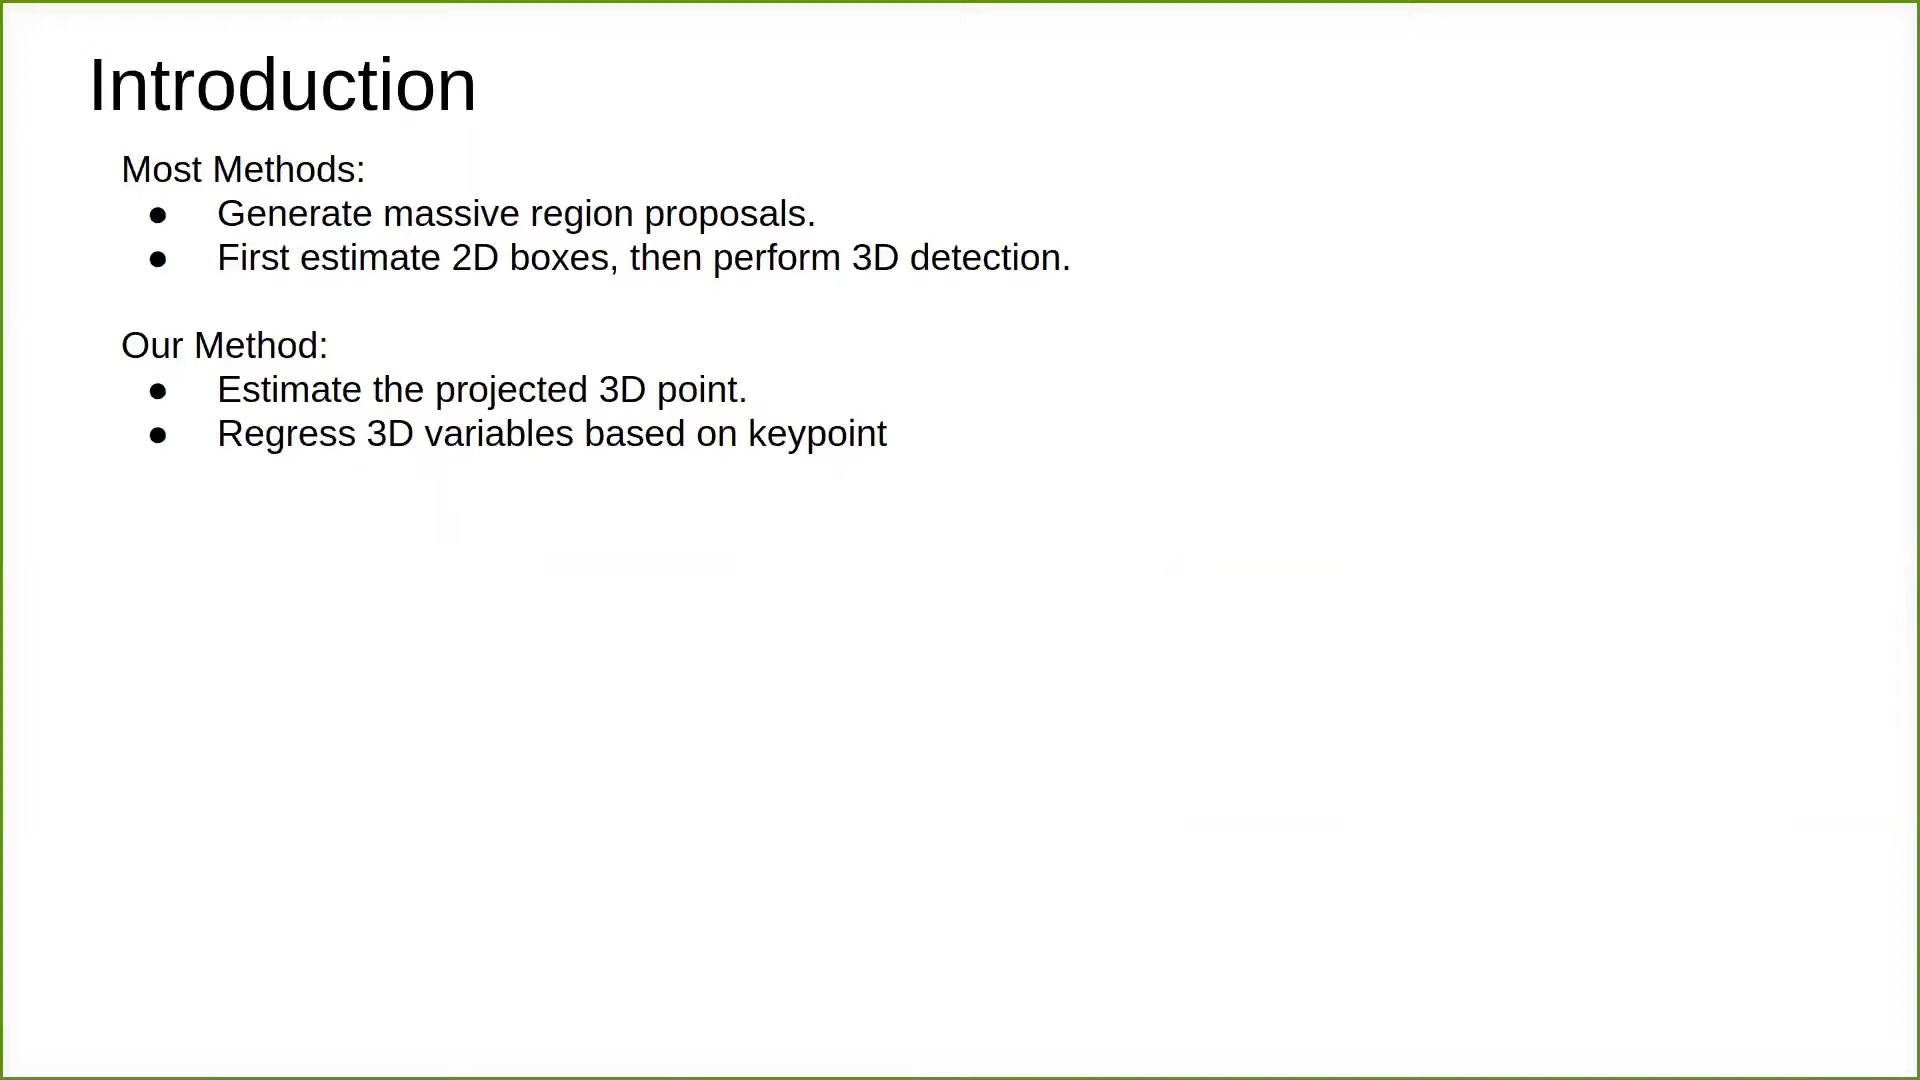 Introduction
Most Methods:
● Generate massive region proposals.
● First estimate 2D boxes, then perform 3D detection.
Our Method:
● Estimate the projected 3D point.
● Regress 3D variables based on keypoint